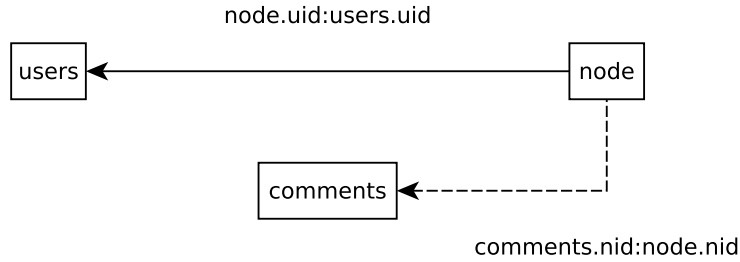 node.uid:users.uid
users
node
comments
comments.nid:node.nid